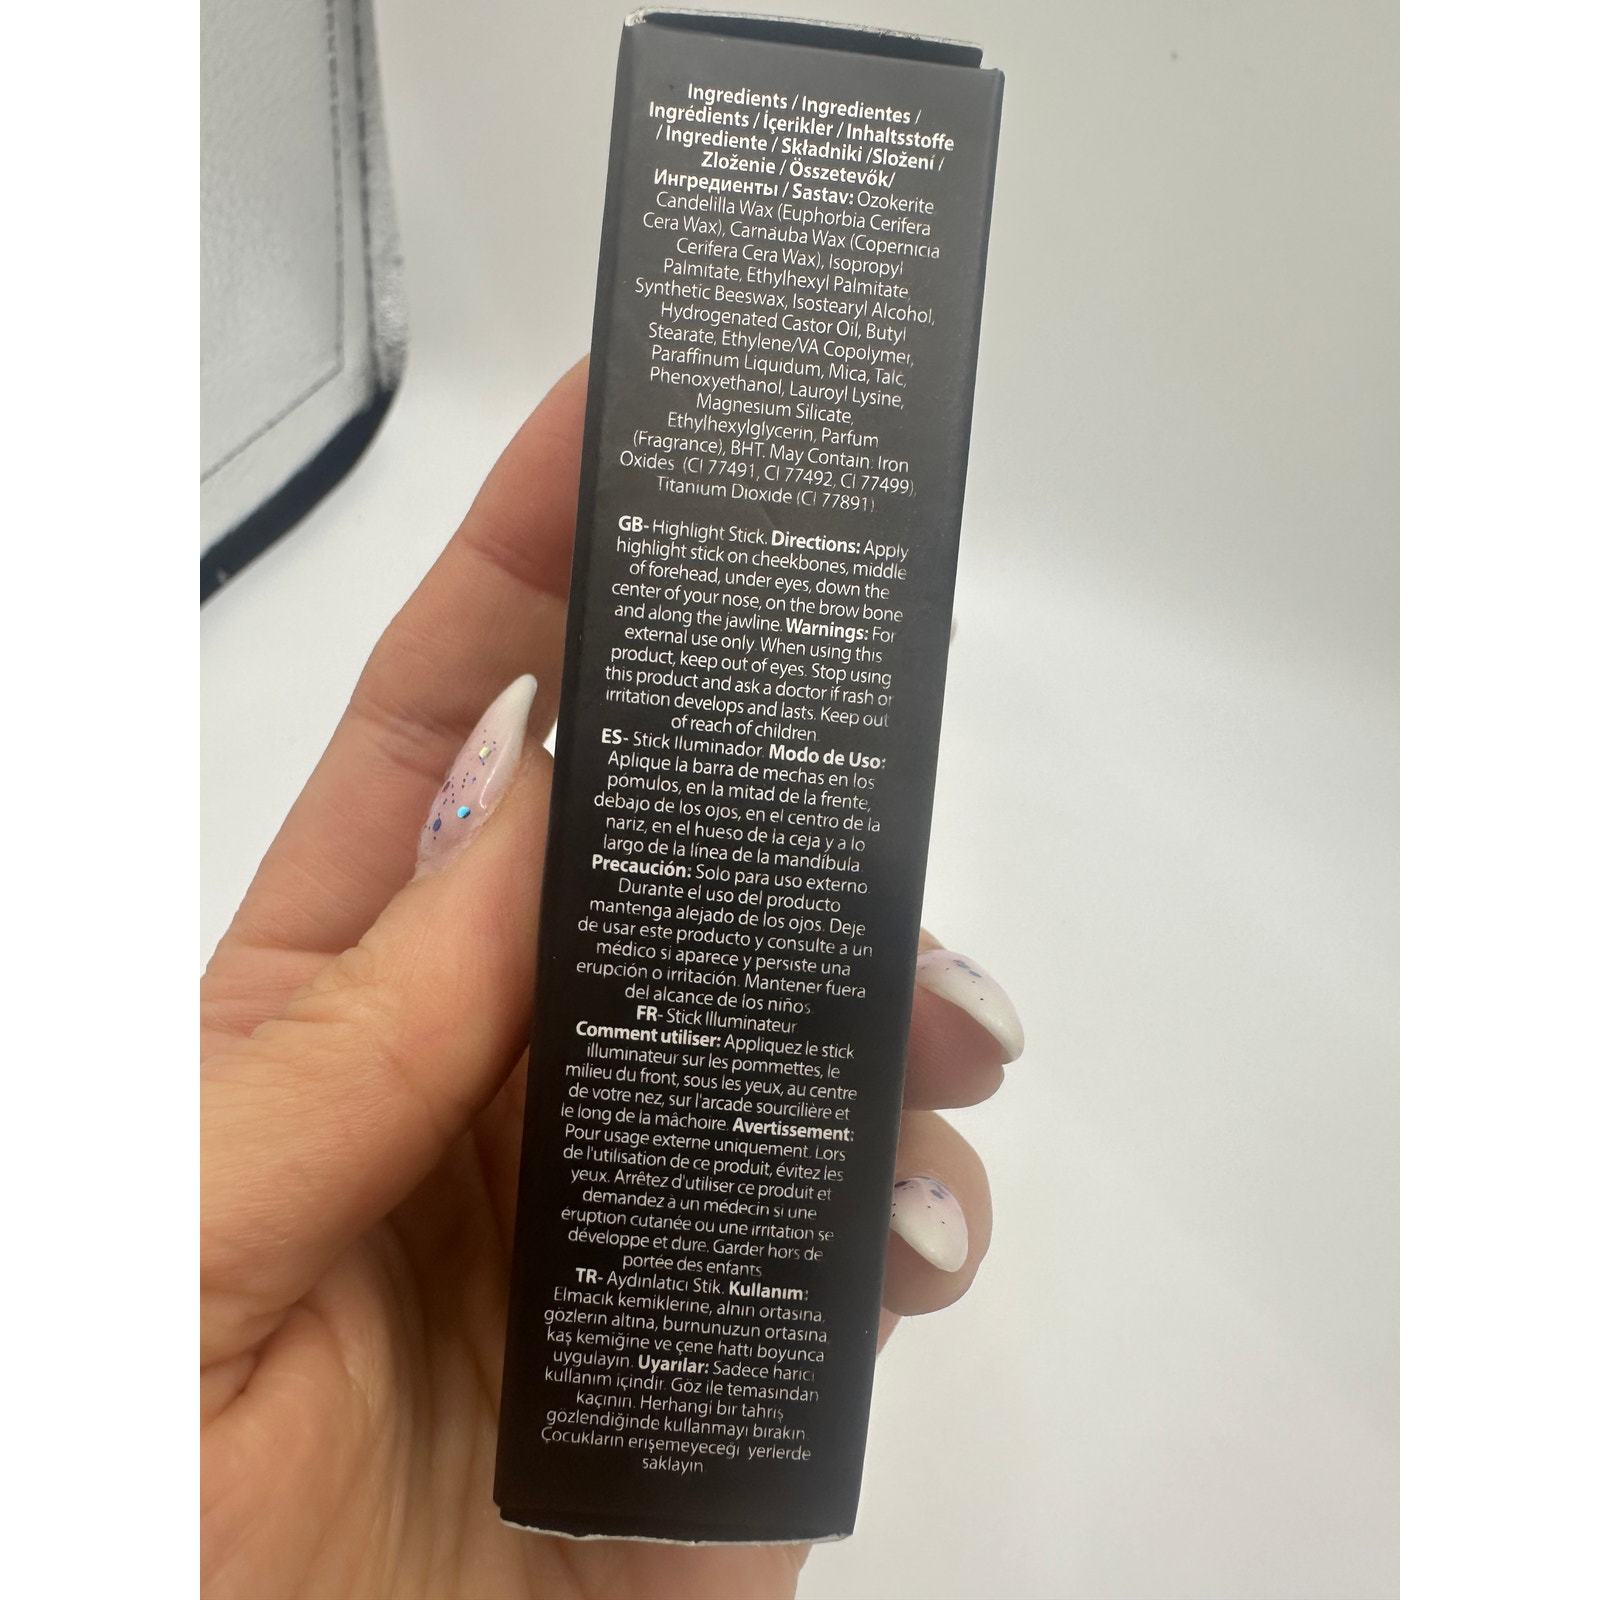 Ingredients / Ingredientes /
Ingrédients / İçerikler / Inhaltsstoffe
/ Ingrediente / Składniki /Složení /
Zloženie / Összetevők/
Ингредиенты / Sastav: Ozokerite
Candelilla Wax (Euphorbia Cerifera
Cera Wax), Carnauba Wax (Copernicia
Cerifera Cera Wax), Isopropyl
Palmitate, Ethylhexyl Palmitate,
Synthetic Beeswax, Isostearyl Alcohol,
Hydrogenated Castor Oil, Butyl
Stearate, Ethylene/VA Copolymer,
Paraffinum Liquidum, Mica, Talc,
Phenoxyethanol, Lauroyl Lysine,
Magnesium Silicate,
Ethylhexylglycerin, Parfum
(Fragrance), BHT. May Contain: Iron
Oxides (CI 77491, CI 77492, CI 77499),
Titanium Dioxide (CI 77891)
GB- Highlight Stick. Directions: Apply
highlight stick on cheekbones, middle
of forehead, under eyes, down the
center of your nose, on the brow bone
and along the jawline. Warnings: For
external use only. When using this
product, keep out of eyes. Stop using
this product and ask a doctor if rash or
irritation develops and lasts. Keep out
of reach of children.
ES- Stick Iluminador. Modo de Uso:
Aplique la barra de mechas en los
pómulos, en la mitad de la frente,
debajo de los ojos, en el centro de la
nariz, en el hueso de la ceja y a lo
largo de la línea de la mandíbula.
Precaución: Solo para uso externo.
Durante el uso del producto
mantenga alejado de los ojos. Deje
de usar este producto y consulte a un
médico si aparece y persiste una
erupción o irritación. Mantener fuera
del alcance de los niños.
FR- Stick Illuminateur
Comment utiliser: Appliquez le stick
illuminateur sur les pommettes, le
milieu du front, sous les yeux, au centre
de votre nez, sur l'arcade sourcilière et
le long de la mâchoire. Avertissement:
Pour usage externe uniquement. Lors
de l'utilisation de ce produit, évitez les
yeux. Arrêtez d'utiliser ce produit et
demandez à un médecin si une
éruption cutanée ou une irritation se
développe et dure. Garder hors de
portée des enfants.
TR- Aydınlatıcı Stik. Kullanım:
Elmacık kemiklerine, alnın ortasına,
gözlerin altına, burnunuzun ortasına,
kaş kemiğine ve çene hattı boyunca
uygulayın. Uyarılar: Sadece harici
kullanım içindir. Göz ile temasından
kaçının. Herhangi bir tahriş
gözlendiğinde kullanmayı bırakın.
Çocukların erişemeyeceği yerlerde
saklayın.